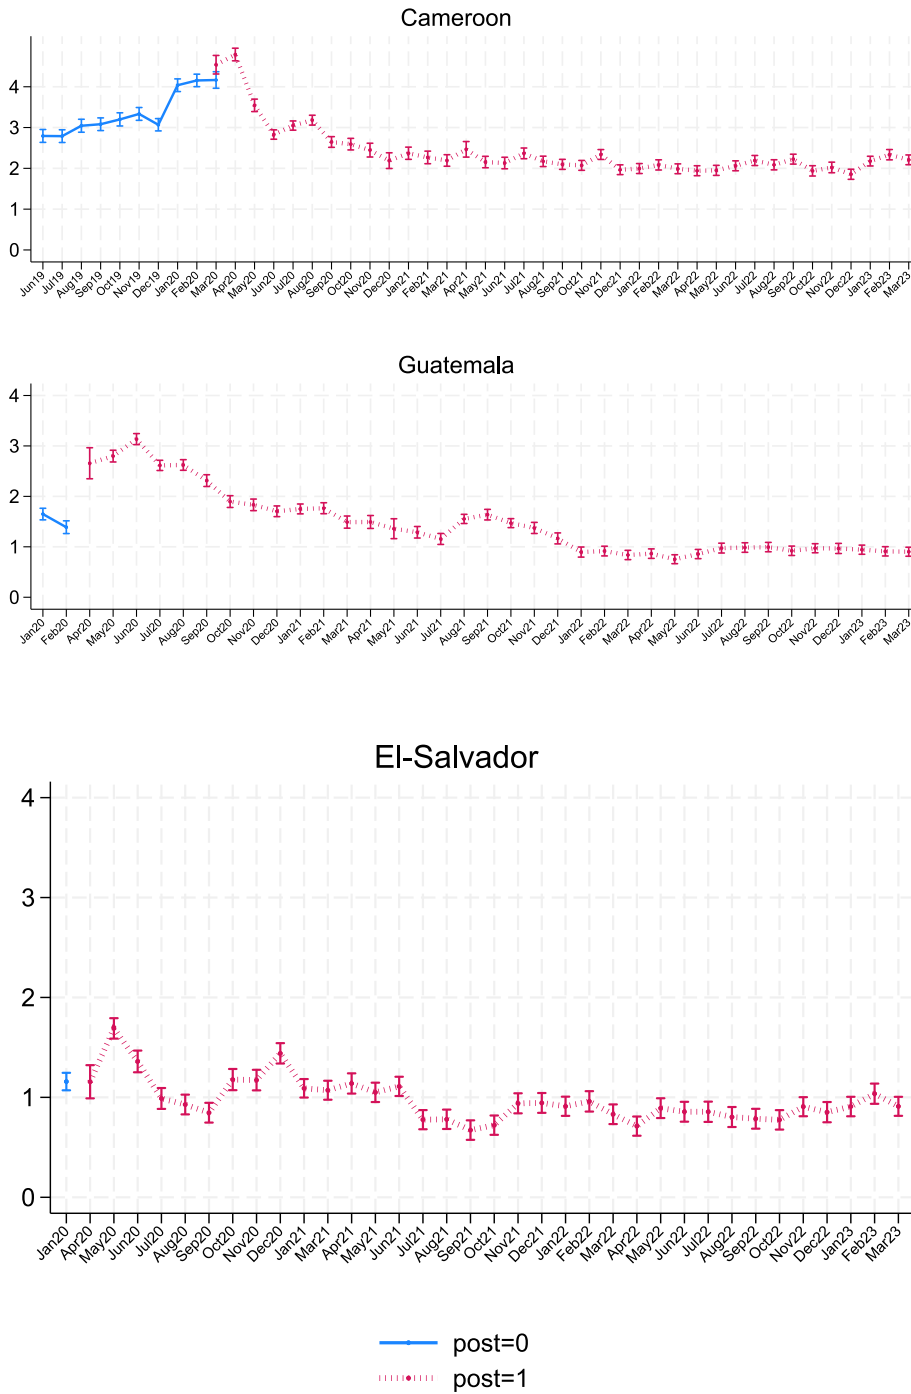 Cameroon
4
3
2
1
0
Jun19 Jul19 Aug19 Sep19 Oct19 Nov19 Dec19 Jan20 Feb20 Mar20 Apr20 May20 Jun20 Jul20 Aug20 Sep20 Oct20 Nov20 Dec20 Jan21 Feb21 Mar21 Apr21 May21 Jun21 Jul21 Aug21 Sep21 Oct21 Nov21 Dec21 Jan22 Feb22 Mar22 Apr22 May22 Jun22 Jul22 Aug22 Sep22 Oct22 Nov22 Dec22 Jan23 Feb23 Mar23
Guatemala
4
3
2
1
0
Jan20 Feb20 Apr20 May20 Jun20 Jul20 Aug20 Sep20 Oct20 Nov20 Dec20 Jan21 Feb21 Mar21 Apr21 May21 Jun21 Jul21 Aug21 Sep21 Oct21 Nov21 Dec21 Jan22 Feb22 Mar22 Apr22 May22 Jun22 Jul22 Aug22 Sep22 Oct22 Nov22 Dec22 Jan23 Feb23 Mar23
El-Salvador
4
3
2
1
0
Jan20 Apr20 May20 Jun20 Jul20 Aug20 Sep20 Oct20 Nov20 Dec20 Jan21 Mar21 Apr21 May21 Jun21 Jul21 Aug21 Sep21 Oct21 Nov21 Dec21 Jan22 Feb22 Mar22 Apr22 May22 Jun22 Jul22 Aug22 Sep22 Oct22 Nov22 Dec22 Jan23 Feb23 Mar23
post=0
post=1